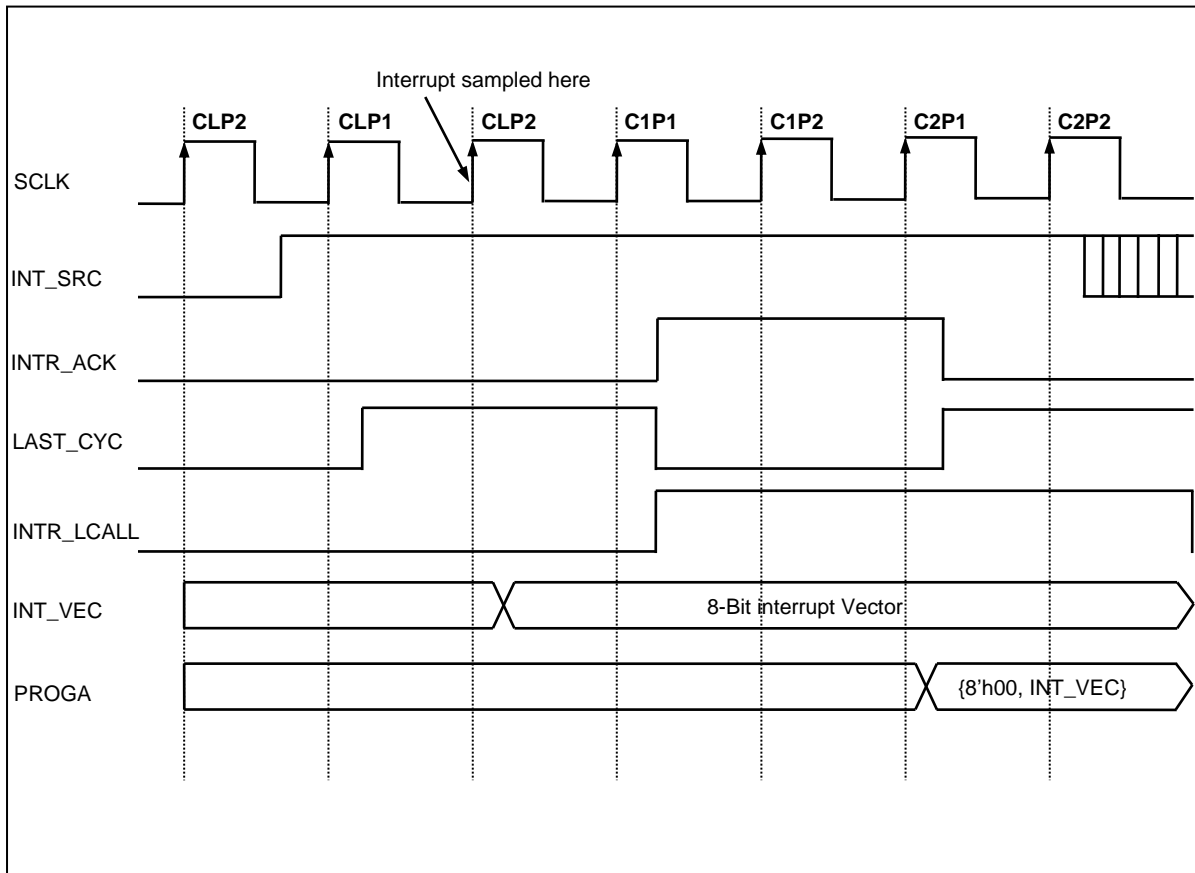 Interrupt sampled here
CLP2 CLP1 CLP2 C1P1 C1P2 C2P1 C2P2
SCLK
INT_SRC
INTR_ACK
LAST_CYC
INTR_LCALL
INT_VEC 8-Bit interrupt Vector
PROGA {8’h00, INT_VEC}